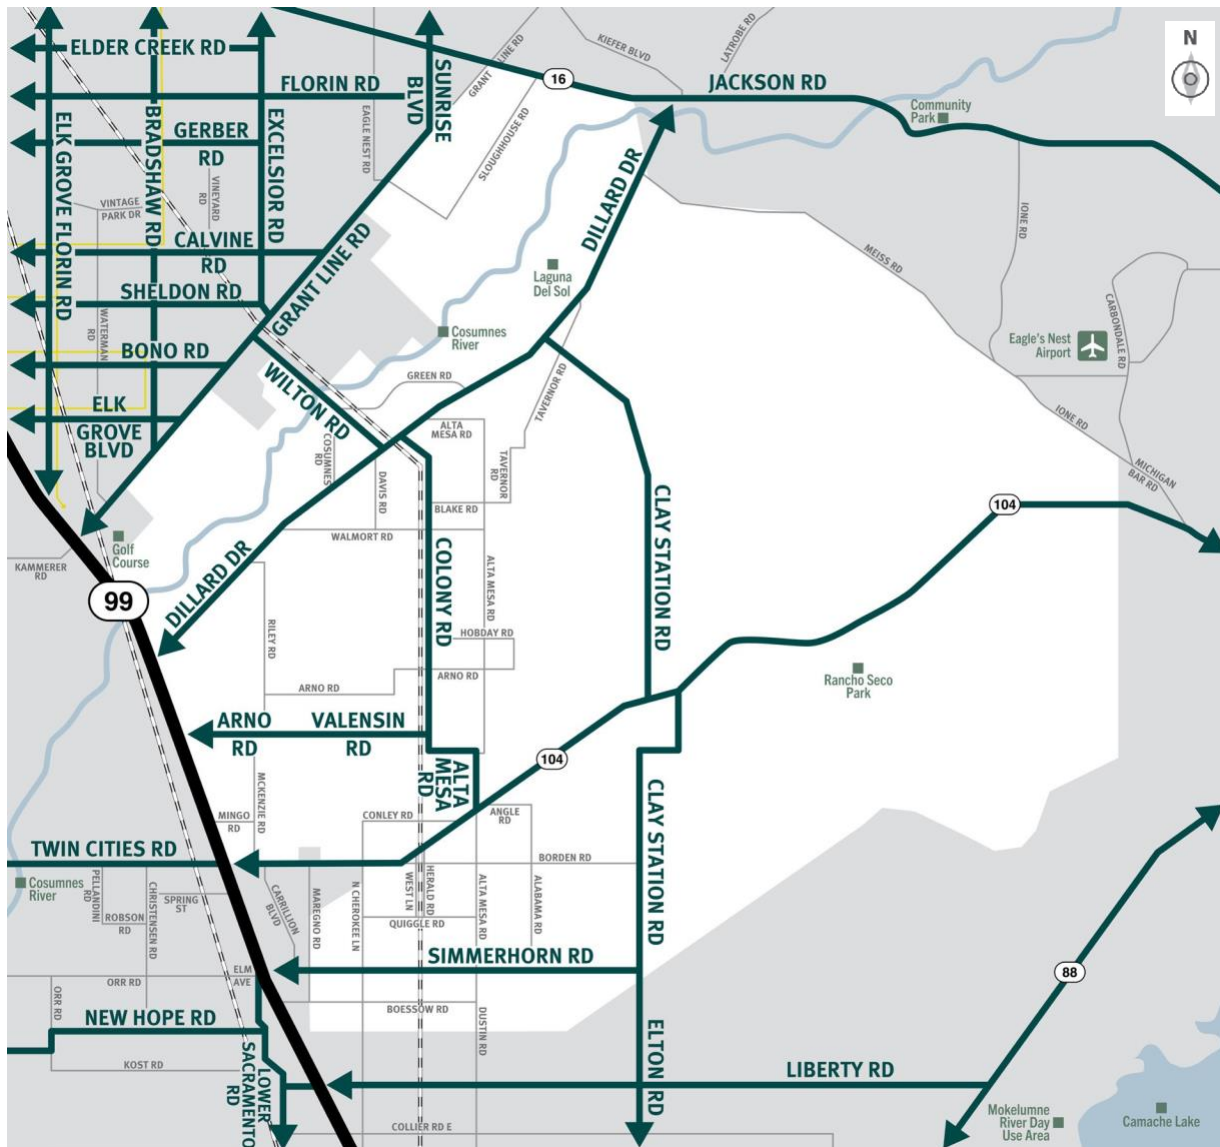 ELDER CREEK RD
FLORIN RD
GERBER
RD
ELK GROVE FLORIN RD
BRADSHAW RD
EXCELSIOR RD
SUNRISE
BLVD
EAGLE NEST RD
GRANT LINE RD
SLOUGHHOUSE RD
KIEFER BLVD
LATROBE RD
16
JACKSON RD
N
Community
Park
VINTAGE
PARK DR
VINEYARD
RD
CALVINE
RD
SHELDON RD
WATERMAN
RD
BONO RD
ELK
GROVE
BLVD
GRANT LINE RD
DILLARD DR
Laguna
Del Sol
Cosumnes
River
MEISS RD
IONE RD
CARBONDALE RD
Eagle's Nest
Airport
IONE RD
MICHIGAN
BAR RD
WILTON RD
GREEN RD
TAVERNOR RD
ALTA
MESA RD
COSUMNES
RD
DAVIS RD
TAVERNOR
RD
BLAKE RD
WALMORT RD
CLAY STATION RD
104
Golf
Course
KAMMERER
RD
99
DILLARD DR
COLONY RD
ALTA MESA RD
RILEY RD
HOBDAY RD
ARNO RD
ARNO RD
Rancho Seco
Park
ARNO
RD
VALENSIN
RD
ALTA
MESA
RD
104
MCKENZIE RD
MINGO
RD
CONLEY RD
ANGLE
RD
CLAY STATION RD
TWIN CITIES RD
BORDEN RD
Cosumnes
River
PELLANDINI
RD
ROBSON
RD
CHRISTENSEN RD
SPRING
ST
CARRILLION
BLVD
MAREGNO RD
N CHEROKEE LN
WEST LN
HERALD RD
ALTA MESA RD
ALABAMA RD
QUIGGLE RD
SIMMERHORN RD
ELM
AVE
ORR RD
ORR RD
88
NEW HOPE RD
BOESSOW RD
DUSTIN RD
ELTON RD
KOST RD
LOWER
SACRAMENTO
RD
LIBERTY RD
COLLIER RD E
Mokelumne
River Day
Use Area
Camache Lake